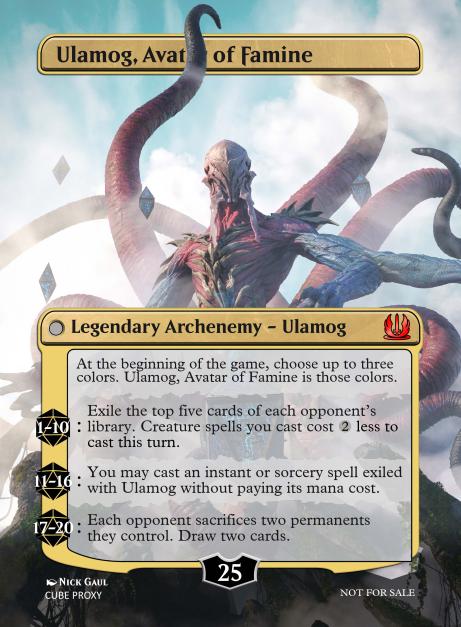 Ulamog, Avatar of Famine
Legendary Archenemy – Ulamog
At the beginning of the game, choose up to three
colors. Ulamog, Avatar of Famine is those colors.
Exile the top five cards of each opponent's
library. Creature spells you cast cost 2 less to
1-10 :
cast this turn.
You may cast an instant or sorcery spell exiled
11-16 :
with Ulamog without paying its mana cost.
Each opponent sacrifices two permanents
17-20 :
they control. Draw two cards.
25
Nick Gaul
CUBE PROXY
NOT FOR SALE